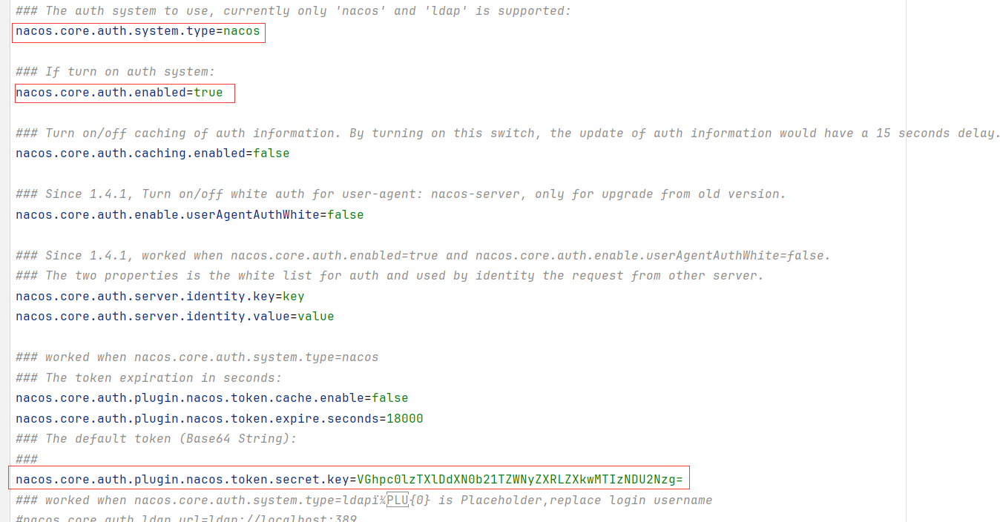 ### The auth system to use, currently only 'nacos' and 'ldap' is supported:
nacos.core.auth.system.type=nacos
### If turn on auth system:
nacos.core.auth.enabled=true
### Turn on/off caching of auth information. By turning on this switch, the update of auth information would have a 15 seconds delay.
nacos.core.auth.caching.enabled=false
### Since 1.4.1, Turn on/off white auth for user-agent: nacos-server, only for upgrade from old version.
nacos.core.auth.enable.userAgentAuthWhite=false
### Since 1.4.1, worked when nacos.core.auth.enabled=true and nacos.core.auth.enable.userAgentAuthWhite=false.
### The two properties is the white list for auth and used by identity the request from other server.
nacos.core.auth.server.identity.key=key
nacos.core.auth.server.identity.value=value
### worked when nacos.core.auth.system.type=nacos
### The token expiration in seconds:
nacos.core.auth.plugin.nacos.token.cache.enable=false
nacos.core.auth.plugin.nacos.token.expire.seconds=18000
### The default token (Base64 String):
###
nacos.core.auth.plugin.nacos.token.secret.key=VGhpc0lzTXlDdXN0b21TZWNyZXRLZXkwMTIzNDU2Nzg=
### worked when nacos.core.auth.system.type=ldapï¼PLU{0} is Placeholder,replace login username
#nacos.core.auth.ldap.url=ldap://localhost:389